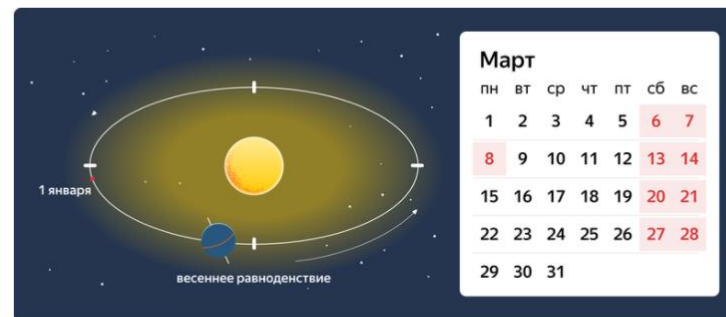 1 января
весеннее равноденствие
Март
пн вт ср чт пт сб вс
1 2 3 4 5 6 7
8 9 10 11 12 13 14
15 16 17 18 19 20 21
22 23 24 25 26 27 28
29 30 31